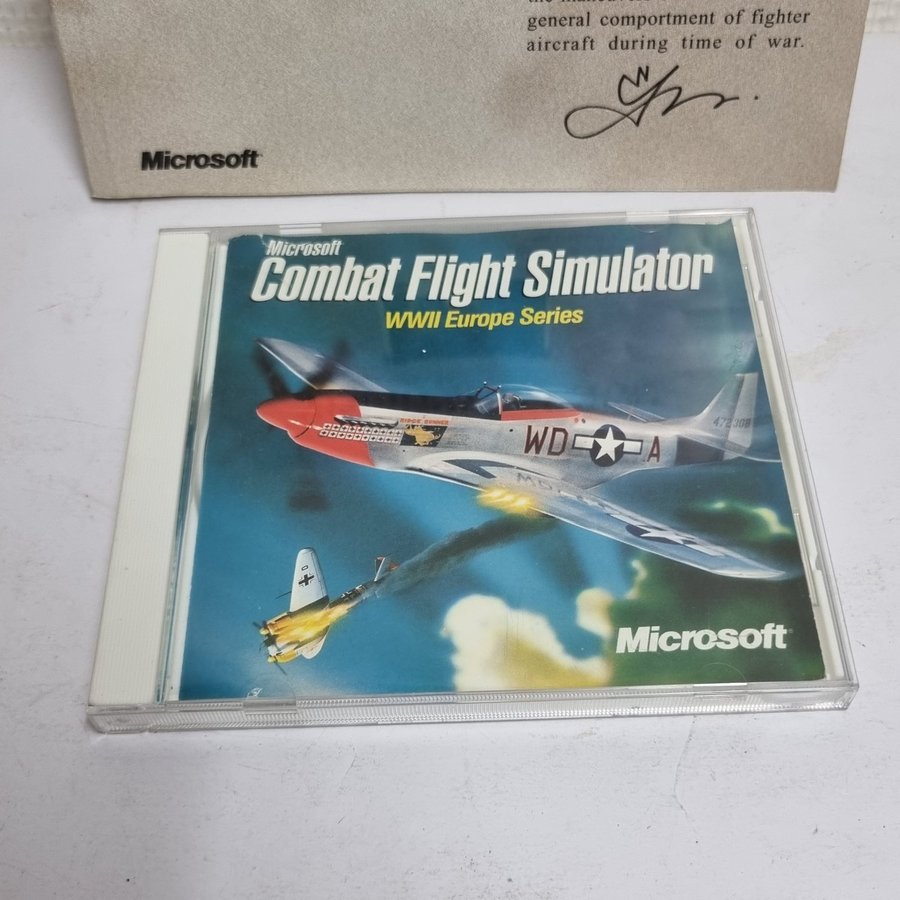 general comportment of fighter
aircraft during time of war.
Microsoft
Microsoft
Combat Flight Simulator
WWII Europe Series
WD
A
Microsoft